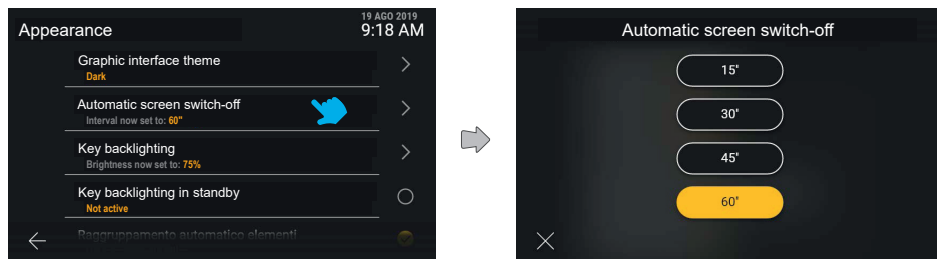 Appearance
19 AGO 2019
9:18 AM
Graphic interface theme
Dark
Automatic screen switch-off
Interval now set to: 60"
Key backlighting
Brightness now set to: 75%
Key backlighting in standby
Not active
Raggruppamento automatico elementi
Automatic screen switch-off
15"
30"
45"
60"